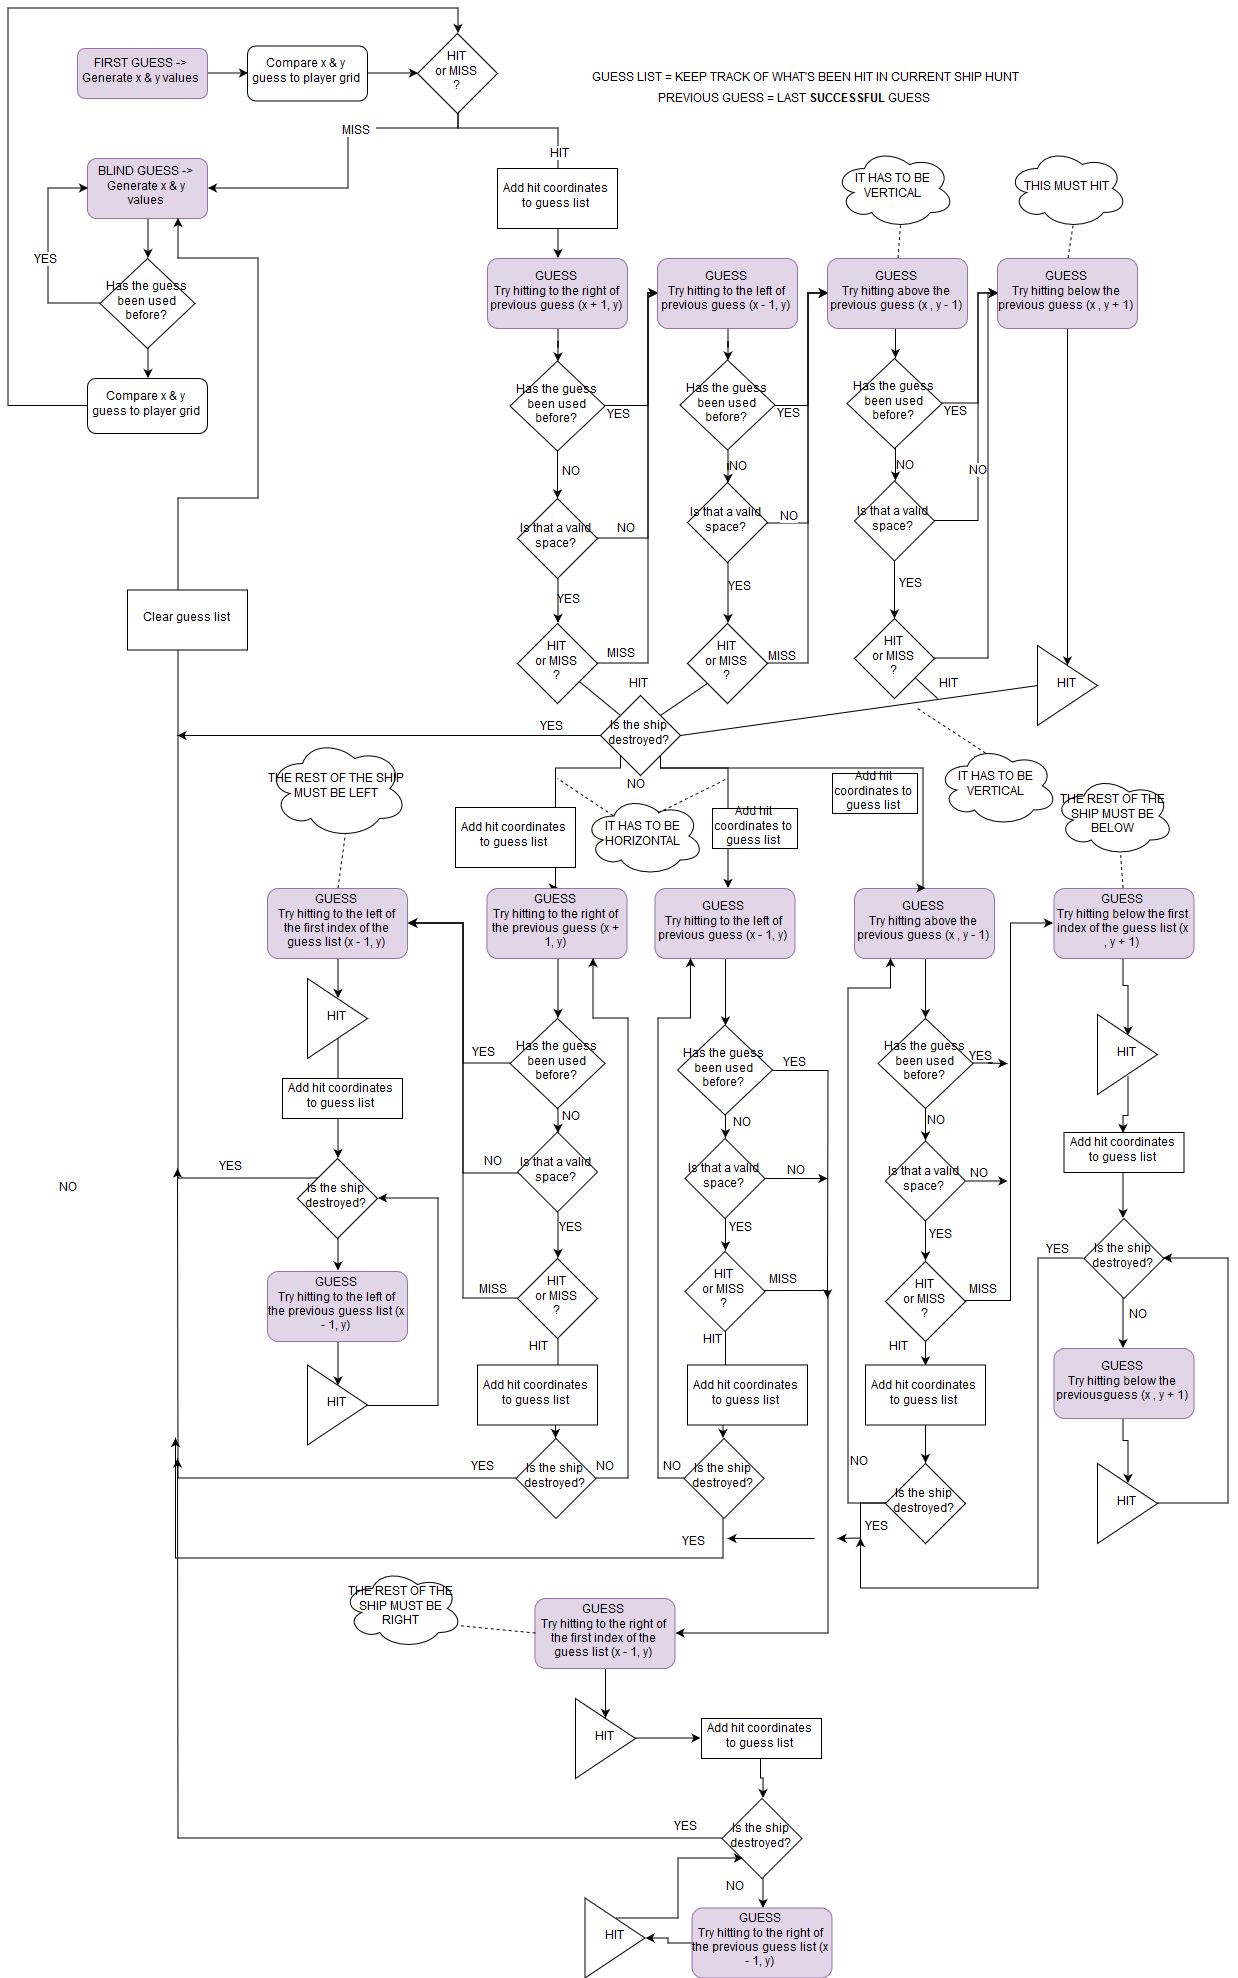 FIRST GUESS ->
Generate x & y values
Compare x & y
guess to player grid
HIT
or MISS
?
GUESS LIST = KEEP TRACK OF WHAT'S BEEN HIT IN CURRENT SHIP HUNT
PREVIOUS GUESS = LAST SUCCESSFUL GUESS
MISS
HIT
BLIND GUESS ->
Generate x & y
values
YES
Has the guess
been used
before?
Compare x & y
guess to player grid
Clear guess list
Add hit coordinates
to guess list
IT HAS TO BE
VERTICAL
THIS MUST HIT
GUESS
Try hitting to the right of
previous guess (x + 1, y)
GUESS
Try hitting to the left of
previous guess (x - 1, y)
GUESS
Try hitting above the
previous guess (x , y - 1)
GUESS
Try hitting below the
previous guess (x , y + 1)
Has the guess
been used
before?
YES
Has the guess
been used
before?
YES
Has the guess
been used
before?
YES
NO
NO
NO
NO
Is that a valid
space?
NO
Is that a valid
space?
NO
Is that a valid
space?
YES
YES
YES
HIT
or MISS
?
MISS
HIT
or MISS
?
MISS
HIT
or MISS
?
HIT
HIT
HIT
Is the ship
destroyed?
YES
NO
THE REST OF THE SHIP
MUST BE LEFT
IT HAS TO BE
HORIZONTAL
IT HAS TO BE
VERTICAL
THE REST OF THE
SHIP MUST BE
BELOW
Add hit coordinates
to guess list
Add hit
coordinates to
guess list
Add hit
coordinates to
guess list
GUESS
Try hitting to the left of
the first index of the
guess list (x - 1, y)
GUESS
Try hitting to the right of
the previous guess (x +
1, y)
GUESS
Try hitting to the left of
previous guess (x - 1, y)
GUESS
Try hitting above the
previous guess (x , y - 1)
GUESS
Try hitting below the first
index of the guess list (x
, y + 1)
HIT
Add hit coordinates
to guess list
YES
Is the ship
destroyed?
GUESS
Try hitting to the left of
the previous guess list (x
- 1, y)
HIT
NO
YES
Has the guess
been used
before?
NO
NO
Is that a valid
space?
YES
MISS
HIT
or MISS
?
HIT
Add hit coordinates
to guess list
YES
Is the ship
destroyed?
NO
Has the guess
been used
before?
YES
NO
Is that a valid
space?
NO
YES
HIT
or MISS
?
MISS
HIT
Add hit coordinates
to guess list
NO
Is the ship
destroyed?
YES
Has the guess
been used
before?
YES
NO
Is that a valid
space?
NO
YES
HIT
or MISS
?
MISS
HIT
Add hit coordinates
to guess list
NO
Is the ship
destroyed?
YES
HIT
Add hit coordinates
to guess list
YES
Is the ship
destroyed?
NO
GUESS
Try hitting below the
previousguess (x , y + 1)
HIT
THE REST OF THE
SHIP MUST BE
RIGHT
GUESS
Try hitting to the right of
the first index of the
guess list (x - 1, y)
HIT
Add hit coordinates
to guess list
YES
Is the ship
destroyed?
NO
GUESS
Try hitting to the right of
the previous guess list (x
- 1, y)
HIT